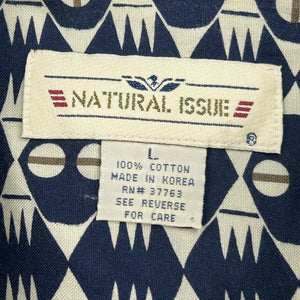 NATURAL ISSUE
®
L
100% COTTON
MADE IN KOREA
RN# 37763
SEE REVERSE
FOR CARE